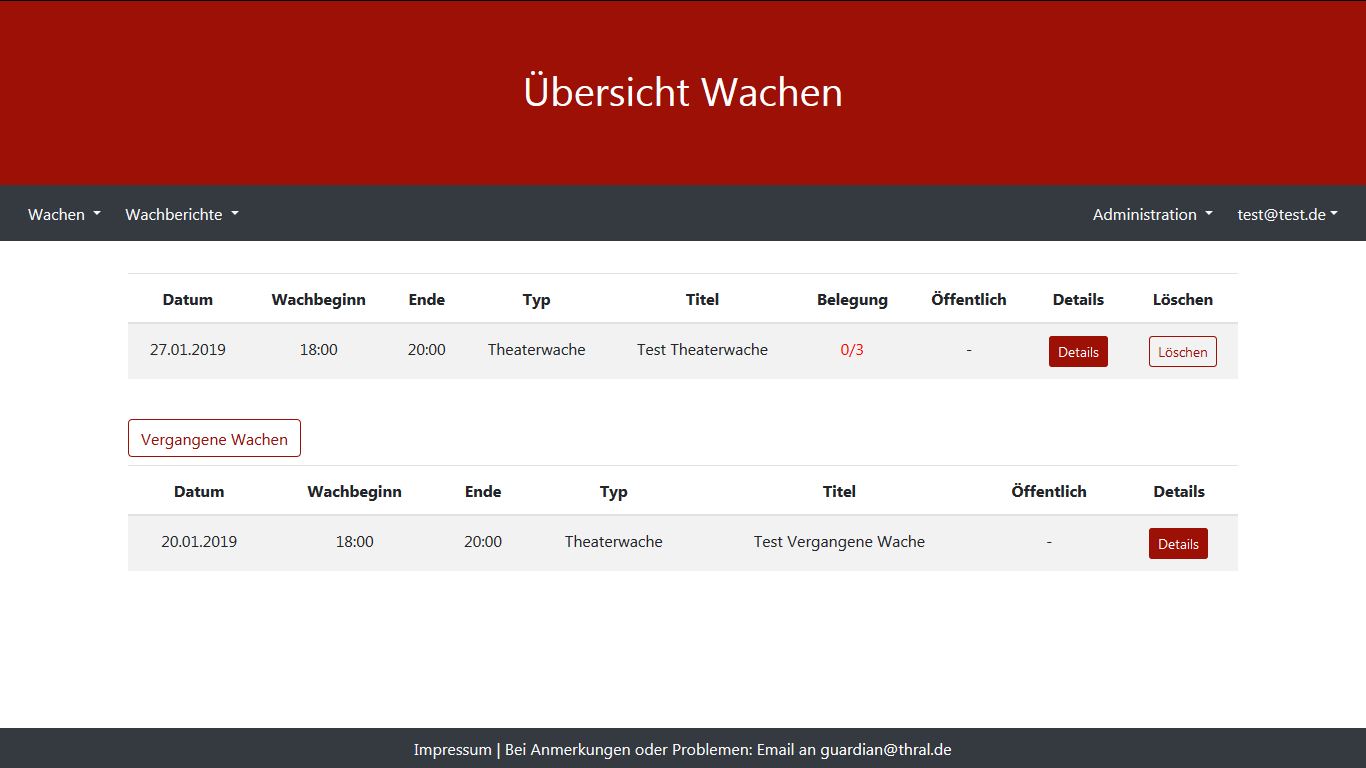 Übersicht Wachen
Wachen Wachberichte Administration test@test.de
Datum Wachbeginn Ende Typ Titel Belegung Öffentlich Details Löschen
27.01.2019 18:00 20:00 Theaterwache Test Theaterwache 0/3 - Details Löschen
Vergangene Wachen
Datum Wachbeginn Ende Typ Titel Öffentlich Details
20.01.2019 18:00 20:00 Theaterwache Test Vergangene Wache - Details
Impressum | Bei Anmerkungen oder Problemen: Email an guardian@thral.de